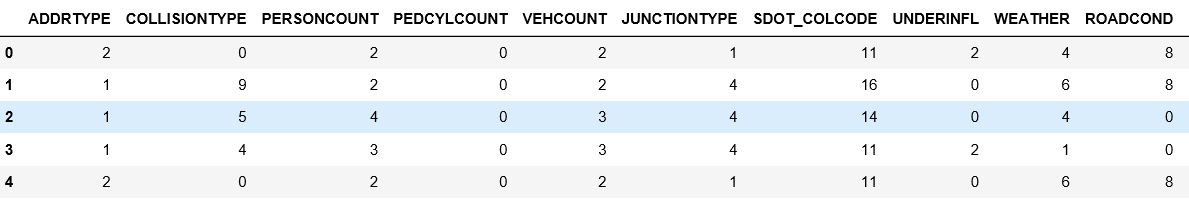 ADDRTYPE COLLISIONTYPE PERSONCOUNT PEDCYLCOUNT VEHCOUNT JUNCTIONTYPE SDOT_COLCODE UNDERINFL WEATHER ROADCOND
0 2 0 2 0 2 1 11 2 4 8
1 1 9 2 0 2 4 16 0 6 8
2 1 5 4 0 3 4 14 0 4 0
3 1 4 3 0 3 4 11 2 1 0
4 2 0 2 0 2 1 11 0 6 8